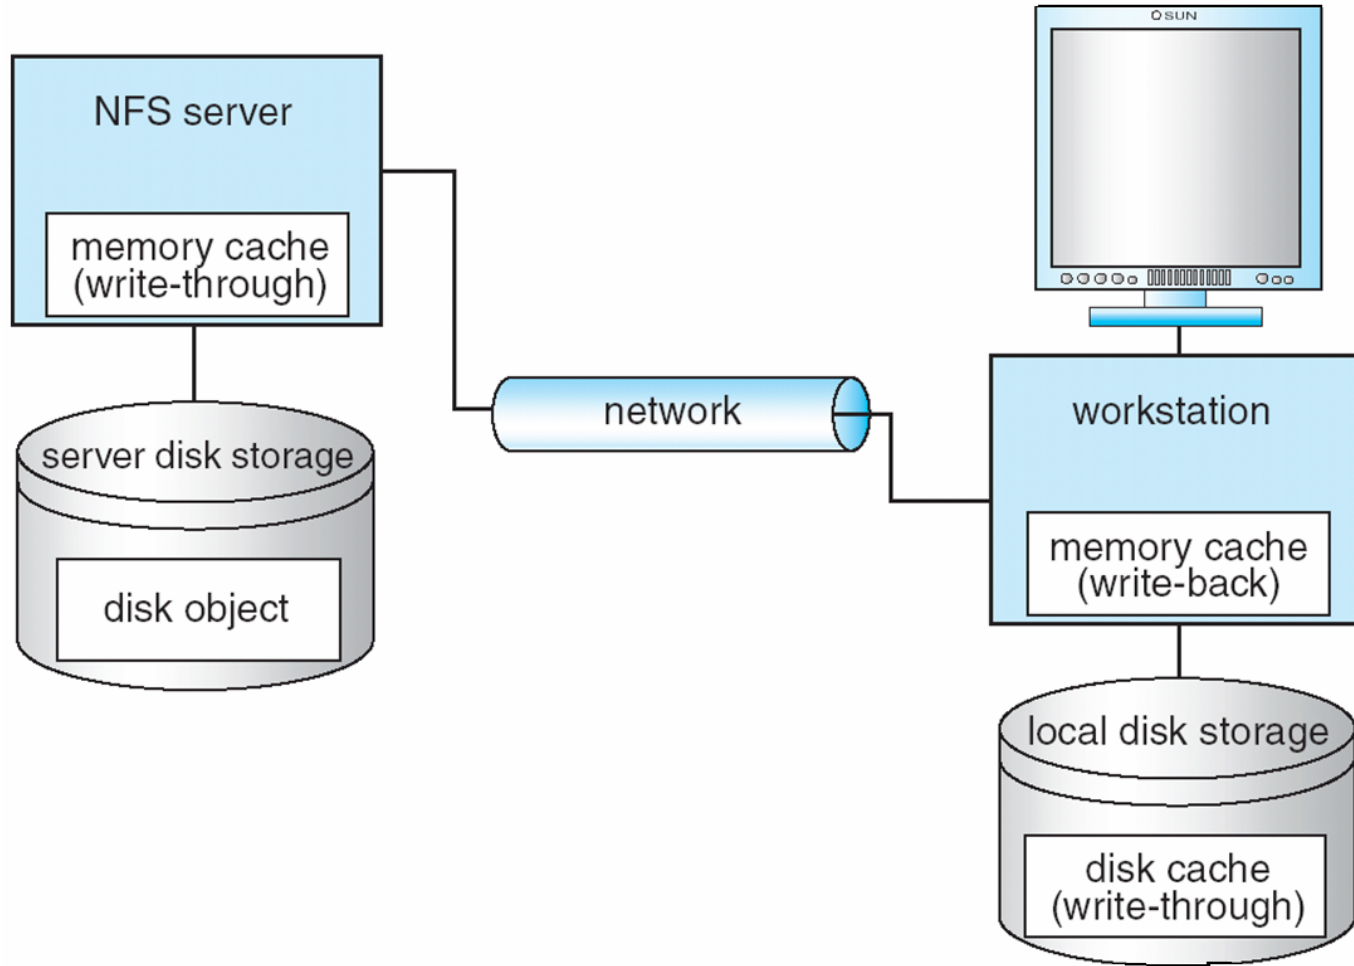 SUN
NFS server
memory cache
(write-through)
network
workstation
server disk storage
memory cache
(write-back)
disk object
local disk storage
disk cache
(write-through)